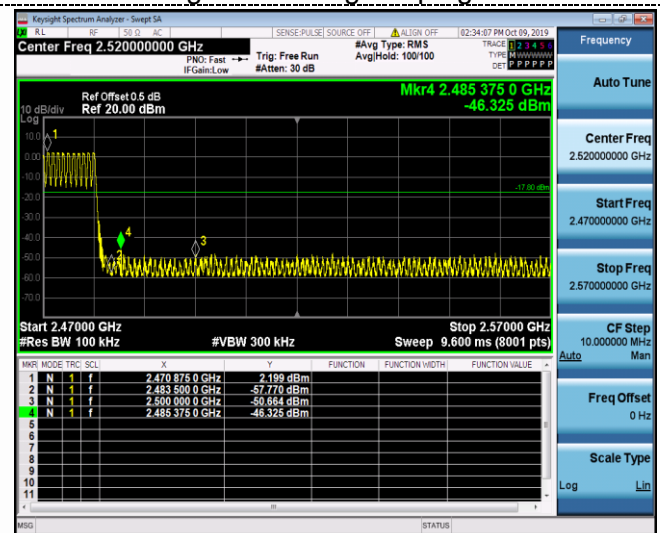 Keysight Spectrum Analyzer - Swept SA
RL RF 50 Ω AC SENSE:PULSE SOURCE OFF ALIGN OFF 02:34:07 PM Oct 09, 2019
Center Freq 2.520000000 GHz
PNO: Fast
IFGain:Low
Trig: Free Run
#Atten: 30 dB
#Avg Type: RMS
Avg|Hold: 100/100
TRACE 1 2 3 4 5 6
TYPE M W W W W W
DET P P P P P P
Frequency
Auto Tune
Center Freq
2.520000000 GHz
Start Freq
2.470000000 GHz
Stop Freq
2.570000000 GHz
CF Step
10.000000 MHz
Auto Man
Freq Offset
0 Hz
Scale Type
Log Lin
Ref Offset 0.5 dB
Ref 20.00 dBm
10 dB/div
Log
Mkr4 2.485 375 0 GHz
-46.325 dBm
10.0
0.00
-10.0
-20.0
-30.0
-40.0
-50.0
-60.0
-70.0
1
2
3
4
-17.80 dBm
Start 2.47000 GHz Stop 2.57000 GHz
#Res BW 100 kHz #VBW 300 kHz Sweep 9.600 ms (8001 pts)
MKR MODE TRC SCL X Y FUNCTION FUNCTION WIDTH FUNCTION VALUE
1 N 1 f 2.470 875 0 GHz 2.199 dBm
2 N 1 f 2.483 500 0 GHz -57.770 dBm
3 N 1 f 2.500 000 0 GHz -50.664 dBm
4 N 1 f 2.485 375 0 GHz -46.325 dBm
5
6
7
8
9
10
11
MSG STATUS